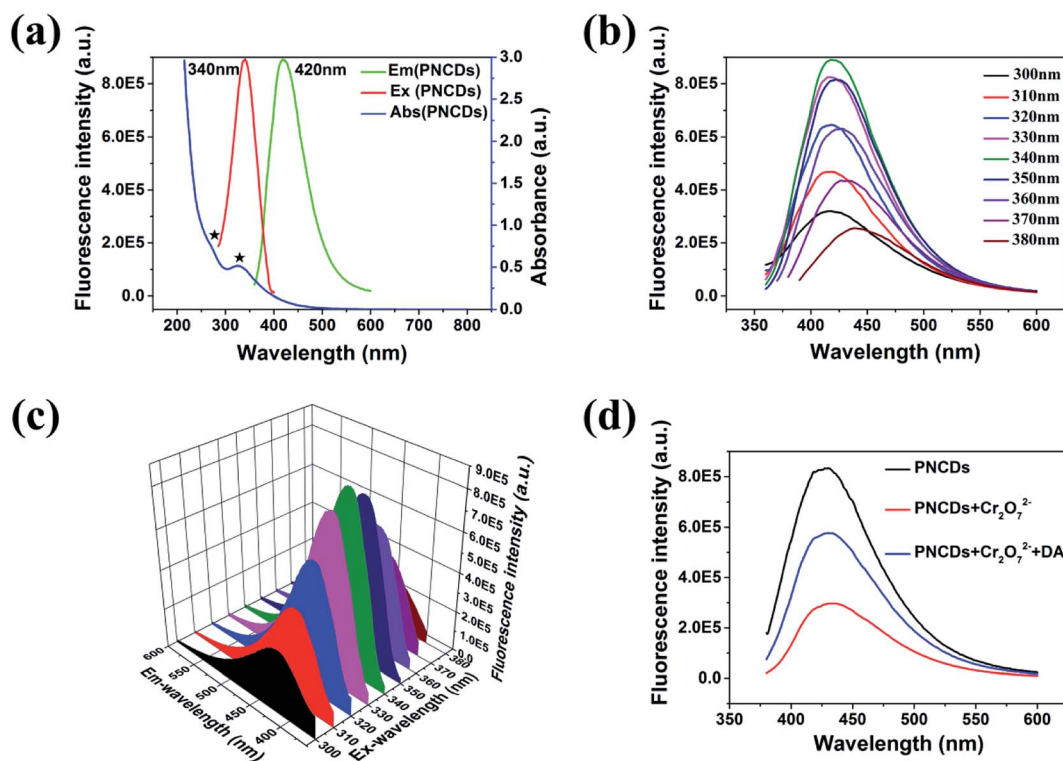 (a)
Fluorescence intensity (a.u.)
8.0E5
6.0E5
4.0E5
2.0E5
0.0
340nm 420nm
Em(PNCDs)
Ex (PNCDs)
Abs(PNCDs)
★
★
3.0
2.5
2.0
1.5
1.0
0.5
0.0
Absorbance (a.u.)
200 300 400 500 600 700 800
Wavelength (nm)
(b)
Fluorescence intensity (a.u.)
8.0E5
6.0E5
4.0E5
2.0E5
0.0
300nm
310nm
320nm
330nm
340nm
350nm
360nm
370nm
380nm
350 400 450 500 550 600
Wavelength (nm)
(c)
9.0E5
8.0E5
7.0E5
6.0E5
5.0E5
4.0E5
3.0E5
2.0E5
1.0E5
0.0
Fluorescence intensity (a.u.)
600
550
500
450
400
Em-wavelength (nm)
300
310
320
330
340
350
360
370
380
Ex-wavelength (nm)
(d)
Fluorescence intensity (a.u.)
8.0E5
6.0E5
4.0E5
2.0E5
0.0
PNCDs
PNCDs+Cr₂O₇²⁻
PNCDs+Cr₂O₇²⁻+DA
400 450 500 550 600
Wavelength (nm)